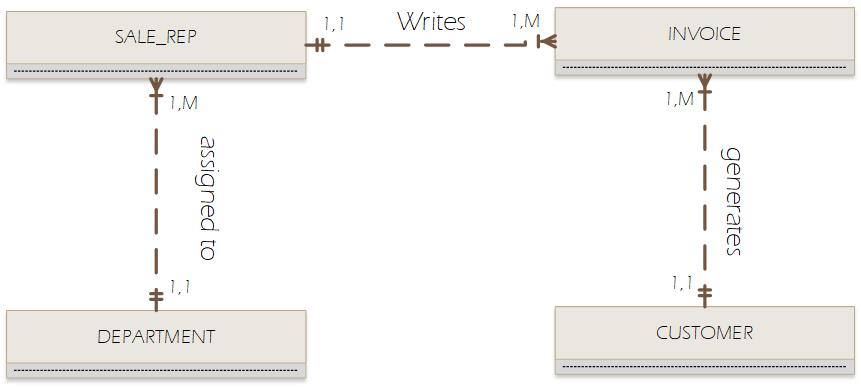 SALE_REP
1,1
Writes
1,M
INVOICE
1,M
assigned to
1,1
DEPARTMENT
1,M
generates
1,1
CUSTOMER